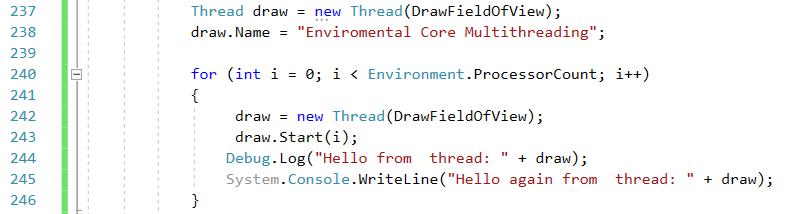 237 Thread draw = new Thread(DrawFieldOfView);
238 draw.Name = "Enviromental Core Multithreading";
239
240 for (int i = 0; i < Environment.ProcessorCount; i++)
241 {
242 draw = new Thread(DrawFieldOfView);
243 draw.Start(i);
244 Debug.Log("Hello from  thread: " + draw);
245 System.Console.WriteLine("Hello again from  thread: " + draw);
246 }